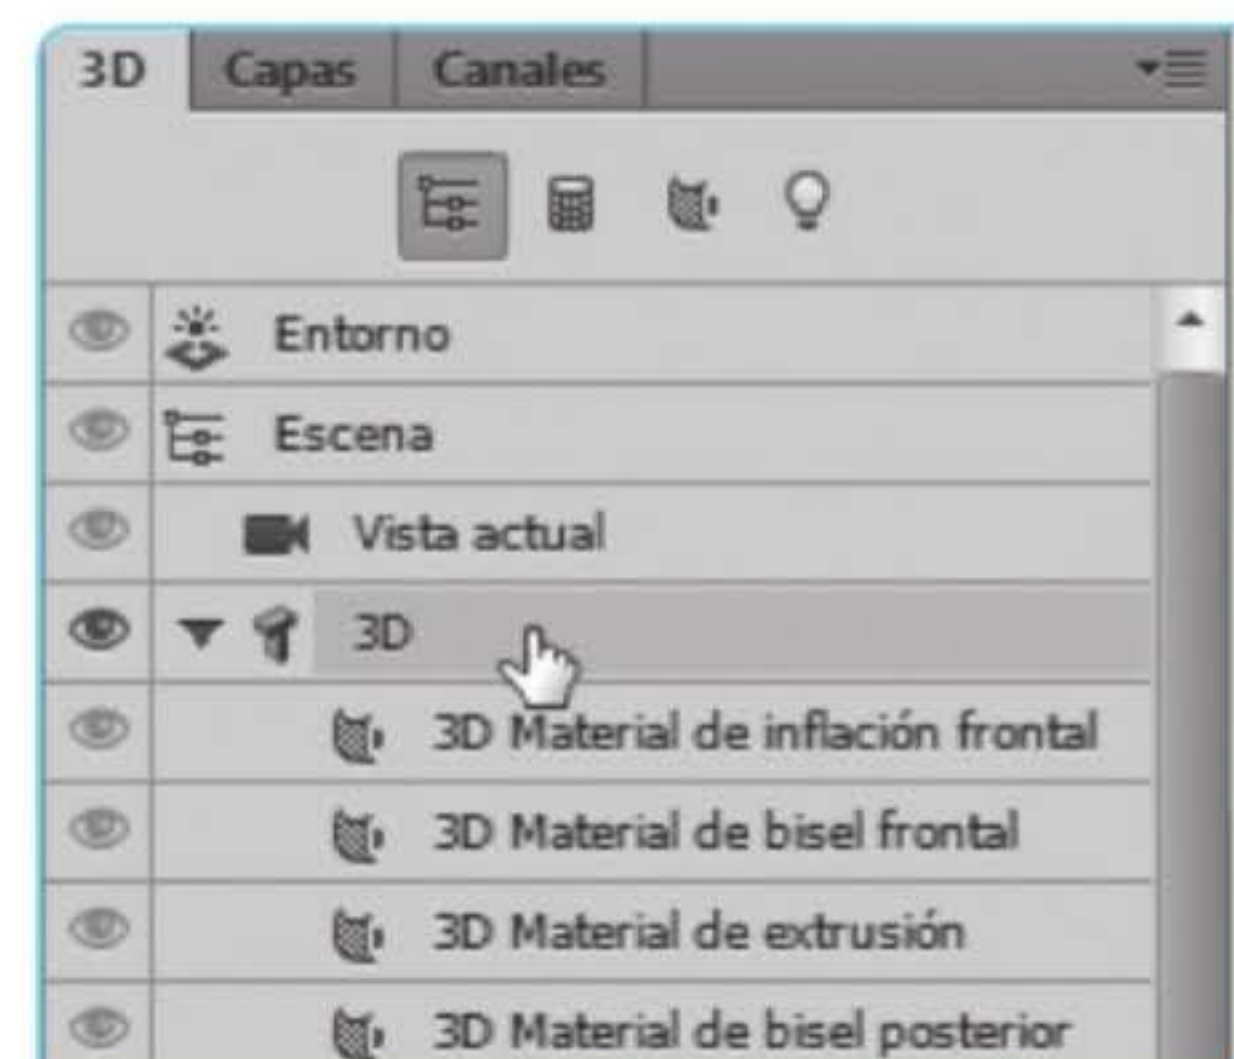 3D Capas Canales
Entorno
Escena
Vista actual
3D
3D Material de inflación frontal
3D Material de bisel frontal
3D Material de extrusión
3D Material de bisel posterior